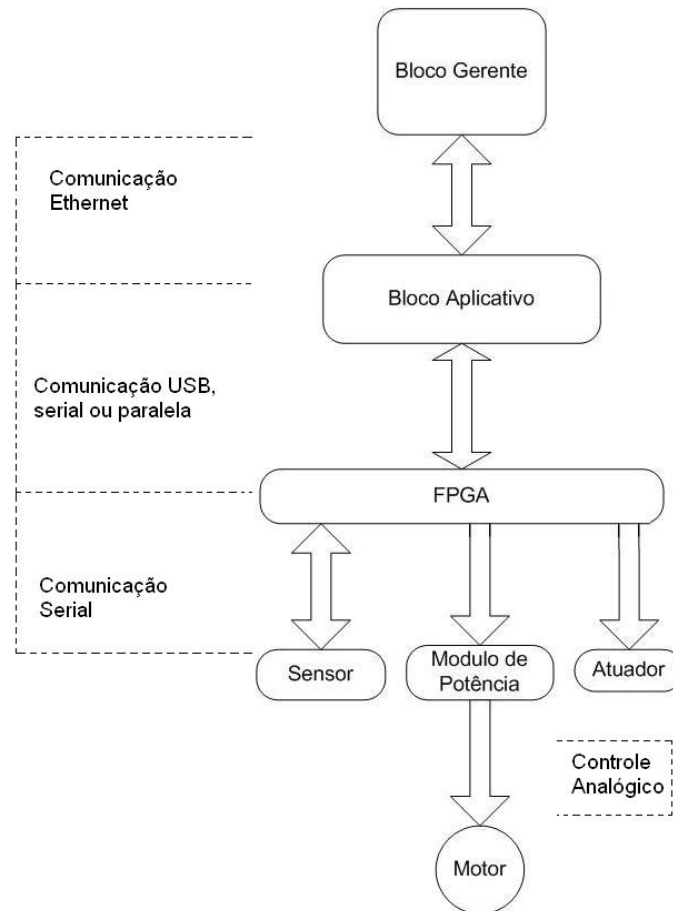 Bloco Gerente
Comunicação
Ethernet
Bloco Aplicativo
Comunicação USB,
serial ou paralela
FPGA
Comunicação
Serial
Sensor
Modulo de
Potência
Atuador
Controle
Analógico
Motor